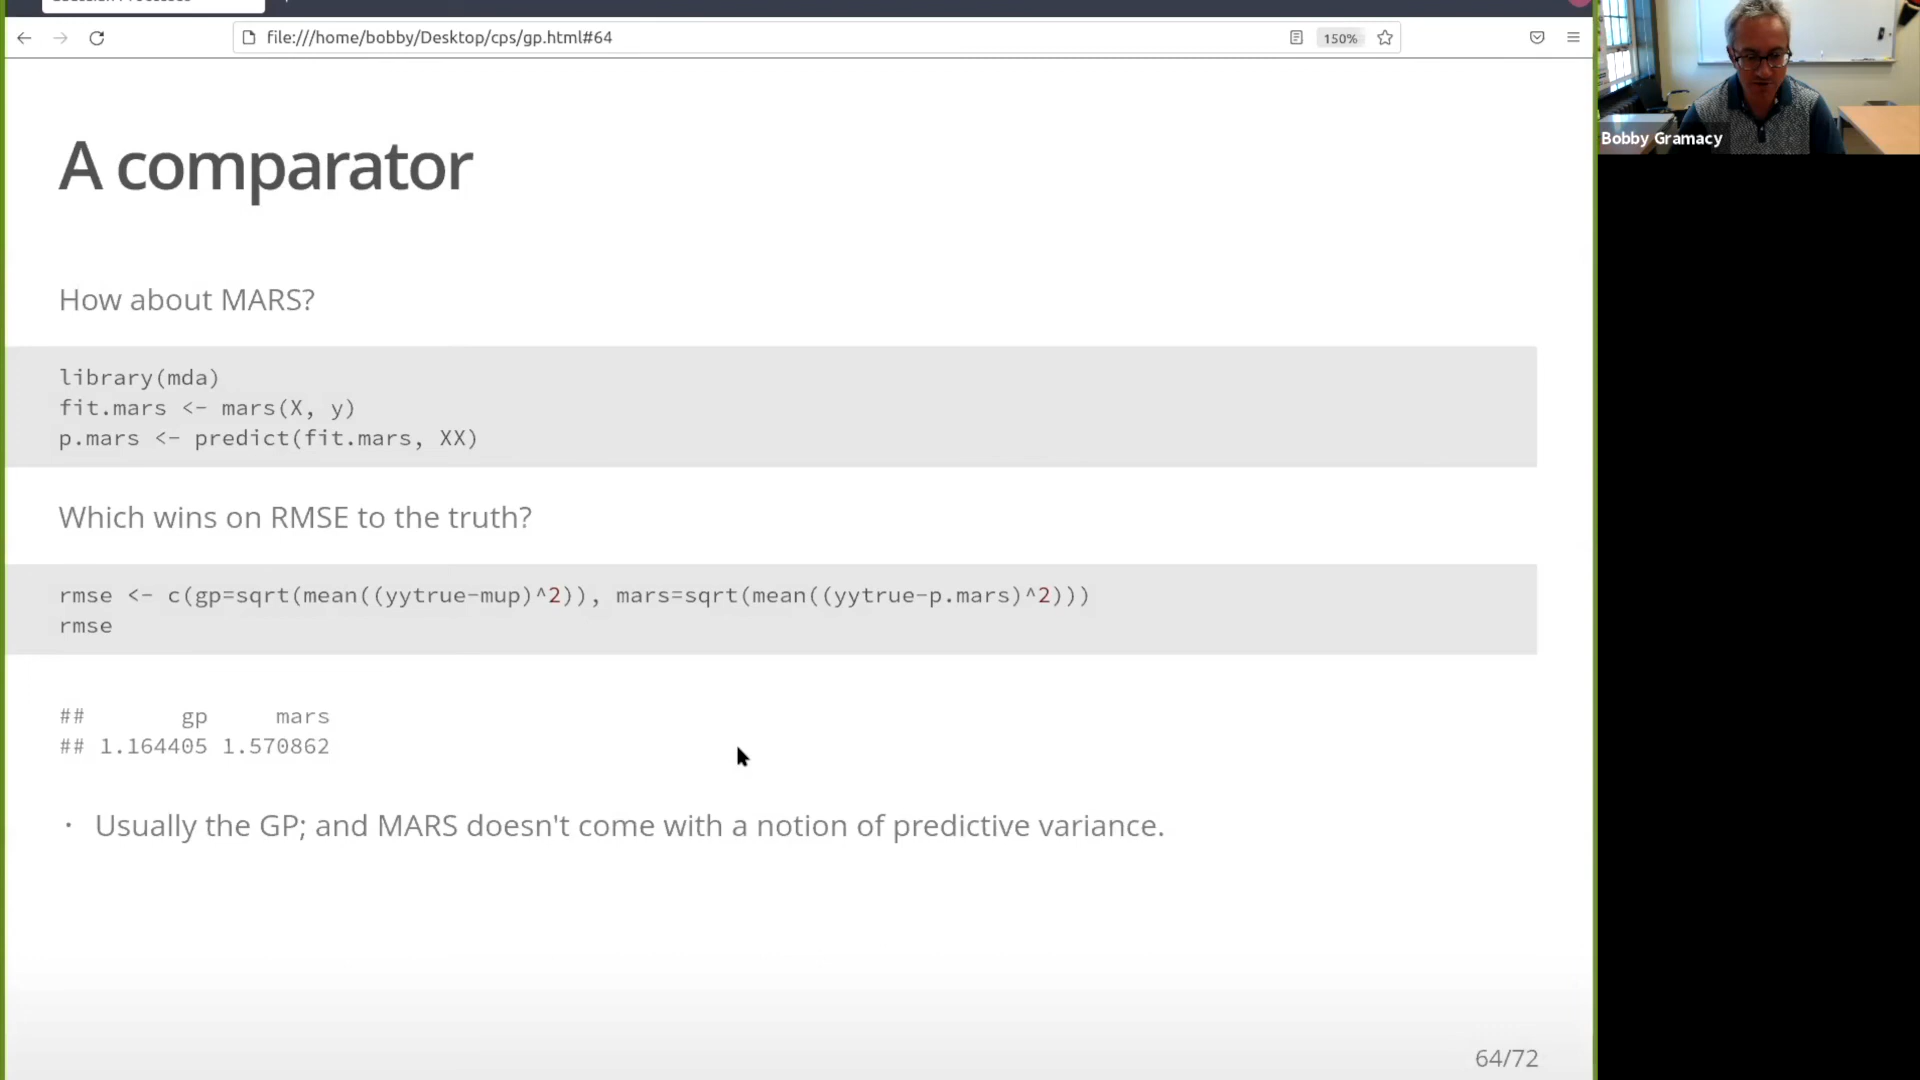 file:///home/bobby/Desktop/cps/gp.html#64
150%
Bobby Gramacy
A comparator
How about MARS?
library(mda)
fit.mars <- mars(X, y)
p.mars <- predict(fit.mars, XX)
Which wins on RMSE to the truth?
rmse <- c(gp=sqrt(mean((yytrue-mup)^2)), mars=sqrt(mean((yytrue-p.mars)^2)))
rmse
## gp mars
## 1.164405 1.570862
· Usually the GP; and MARS doesn't come with a notion of predictive variance.
64/72